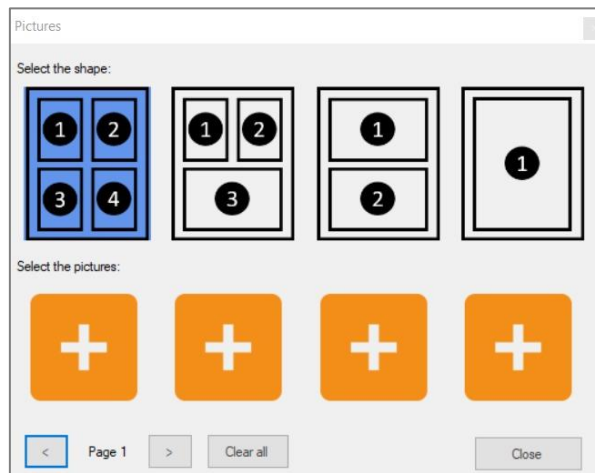 Pictures
Select the shape:
1 2 1 2 1 1
3 4 3 2
Select the pictures:
< Page 1 > Clear all Close